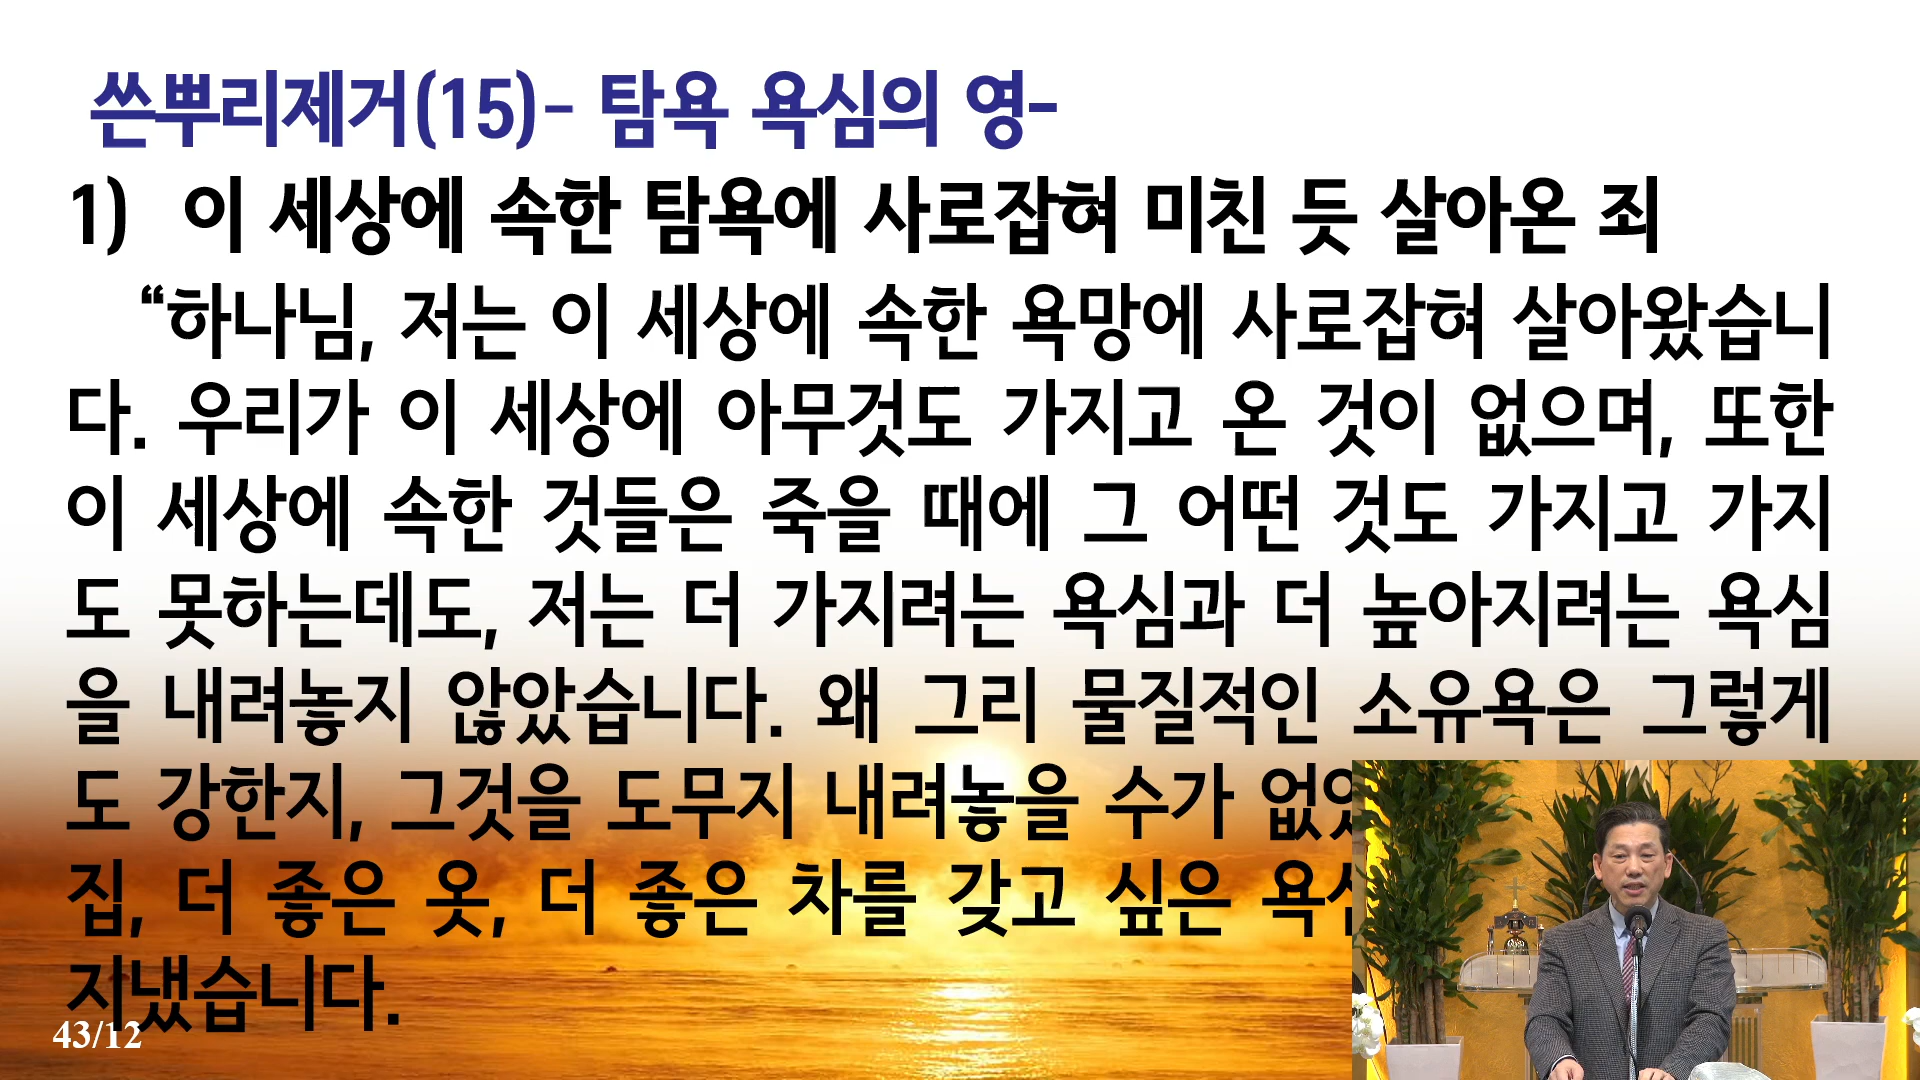 쓴뿌리제거(15)- 탐욕 욕심의 영-
1) 이 세상에 속한 탐욕에 사로잡혀 미친 듯 살아온 죄
“하나님, 저는 이 세상에 속한 욕망에 사로잡혀 살아왔습니
다. 우리가 이 세상에 아무것도 가지고 온 것이 없으며, 또한
이 세상에 속한 것들은 죽을 때에 그 어떤 것도 가지고 가지
도 못하는데도, 저는 더 가지려는 욕심과 더 높아지려는 욕심
을 내려놓지 않았습니다. 왜 그리 물질적인 소유욕은 그렇게
도 강한지, 그것을 도무지 내려놓을 수가 없
집, 더 좋은 옷, 더 좋은 차를 갖고 싶은 욕
지냈습니다.
43/12